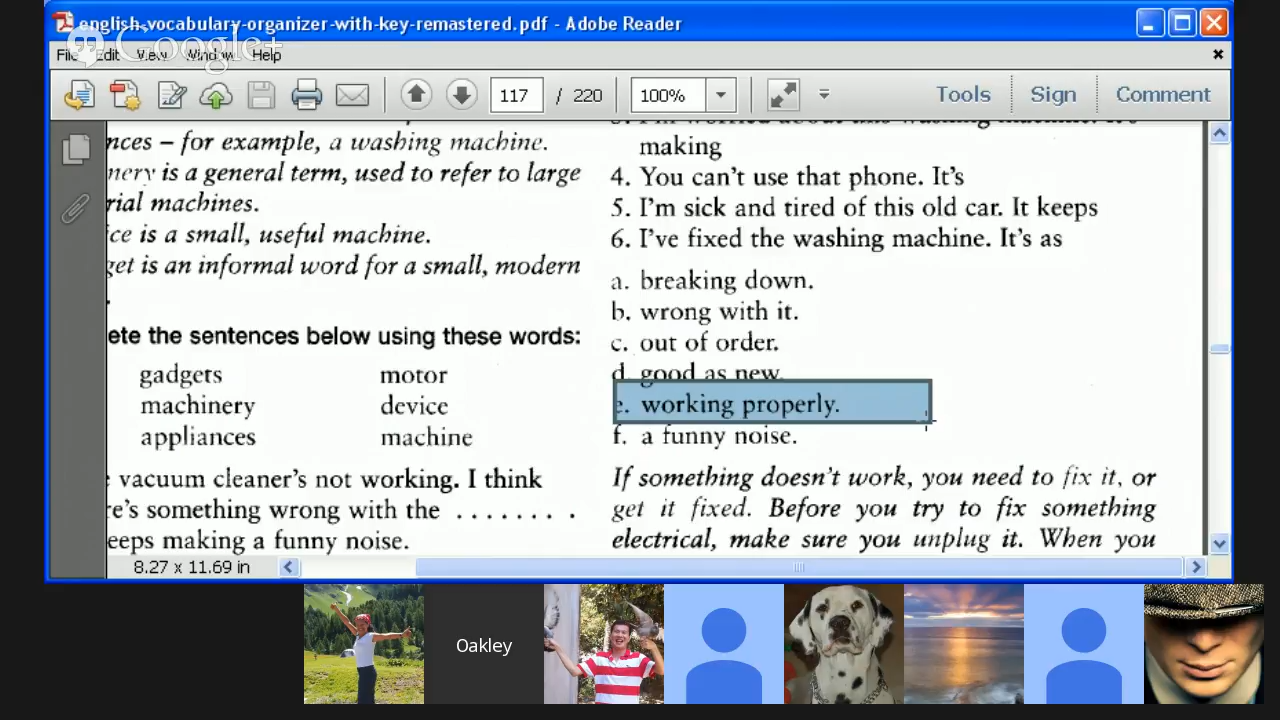 english-vocabulary-organizer-with-key-remastered.pdf - Adobe Reader
Google+
File Edit View Window Help
117 / 220 100% Tools Sign Comment
nces – for example, a washing machine.
nery is a general term, used to refer to large
rial machines.
ice is a small, useful machine.
get is an informal word for a small, modern
ete the sentences below using these words:
gadgets motor
machinery device
appliances machine
vacuum cleaner's not working. I think
re's something wrong with the ........
eeps making a funny noise.
making
4. You can't use that phone. It's
5. I'm sick and tired of this old car. It keeps
6. I've fixed the washing machine. It's as
a. breaking down.
b. wrong with it.
c. out of order.
d. good as new.
e. working properly.
f. a funny noise.
If something doesn't work, you need to fix it, or
get it fixed. Before you try to fix something
electrical, make sure you unplug it. When you
8.27 x 11.69 in
Oakley